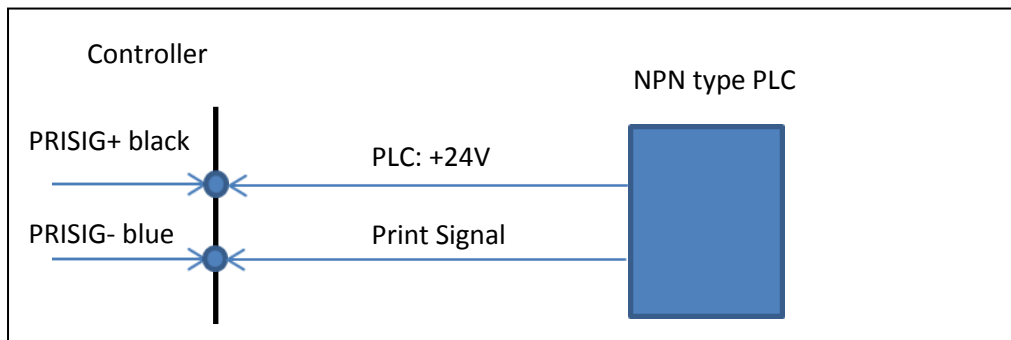 Controller
NPN type PLC
PRISIG+ black
PLC: +24V
PRISIG- blue
Print Signal